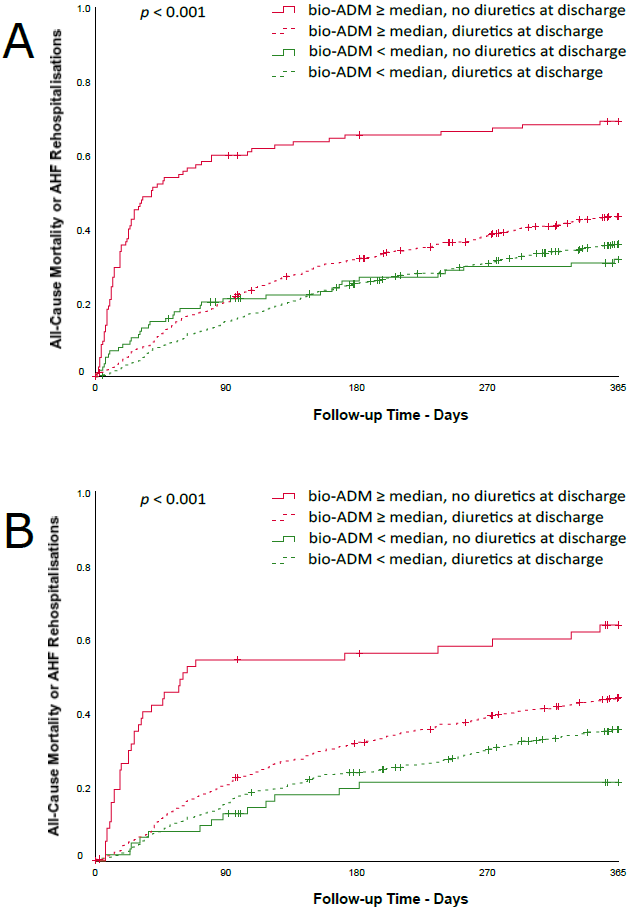 A
p < 0.001
bio-ADM ≥ median, no diuretics at discharge
bio-ADM ≥ median, diuretics at discharge
bio-ADM < median, no diuretics at discharge
bio-ADM < median, diuretics at discharge
All-Cause Mortality or AHF Rehospitalisations
1.0
0.8
0.6
0.4
0.2
0
0 90 180 270 365
Follow-up Time - Days
B
p < 0.001
bio-ADM ≥ median, no diuretics at discharge
bio-ADM ≥ median, diuretics at discharge
bio-ADM < median, no diuretics at discharge
bio-ADM < median, diuretics at discharge
All-Cause Mortality or AHF Rehospitalisations
1.0
0.8
0.6
0.4
0.2
0
0 90 180 270 365
Follow-up Time - Days